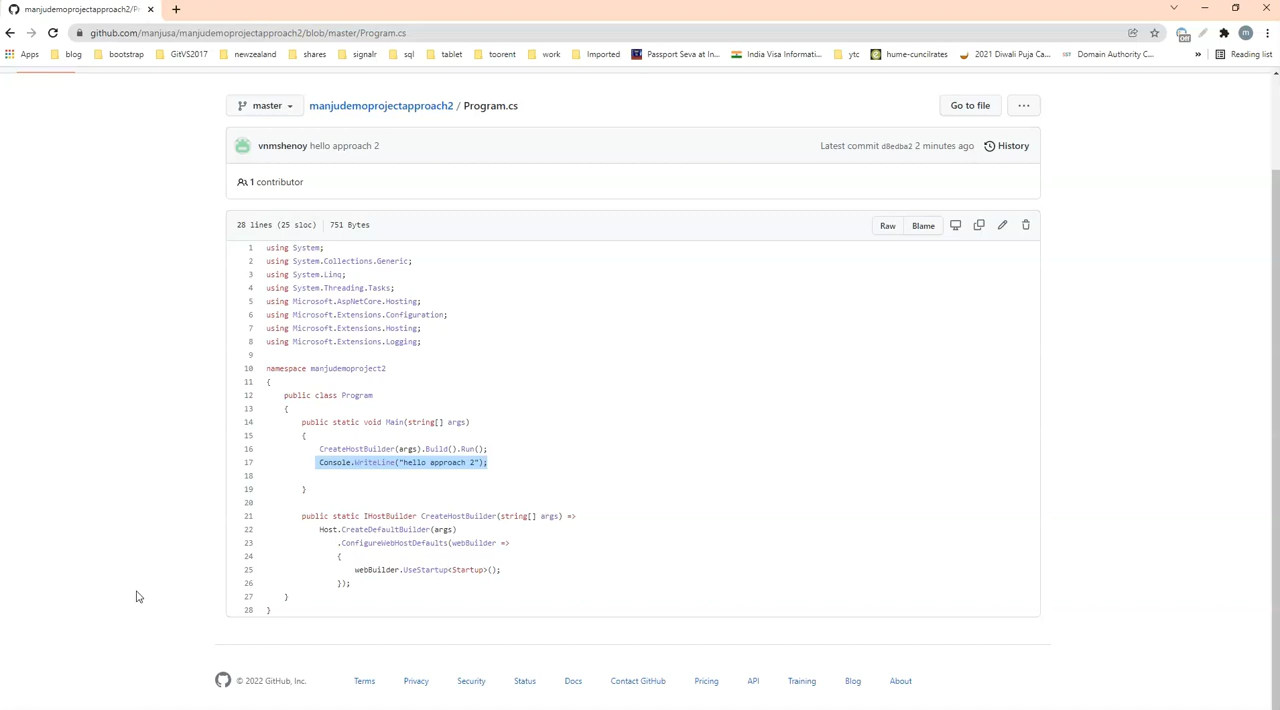 manjudemoprojectapproach2/Pr
github.com/manjusa/manjudemoprojectapproach2/blob/master/Program.cs
Apps blog bootstrap GitVS2017 newzealand shares signalr sql tablet toorent work Imported Passport Seva at In... India Visa Informati... ytc hume-cuncilrates 2021 Diwali Puja Ca... Domain Authority C... » Reading list
master manjudemoprojectapproach2 / Program.cs Go to file ...
vnmshenoy hello approach 2 Latest commit d8edba2 2 minutes ago History
1 contributor
28 lines (25 sloc) 751 Bytes Raw Blame
1 using System;
2 using System.Collections.Generic;
3 using System.Linq;
4 using System.Threading.Tasks;
5 using Microsoft.AspNetCore.Hosting;
6 using Microsoft.Extensions.Configuration;
7 using Microsoft.Extensions.Hosting;
8 using Microsoft.Extensions.Logging;
9
10 namespace manjudemoproject2
11 {
12 public class Program
13 {
14 public static void Main(string[] args)
15 {
16 CreateHostBuilder(args).Build().Run();
17 Console.WriteLine("hello approach 2");
18
19 }
20
21 public static IHostBuilder CreateHostBuilder(string[] args) =>
22 Host.CreateDefaultBuilder(args)
23 .ConfigureWebHostDefaults(webBuilder =>
24 {
25 webBuilder.UseStartup<Startup>();
26 });
27 }
28 }
© 2022 GitHub, Inc. Terms Privacy Security Status Docs Contact GitHub Pricing API Training Blog About